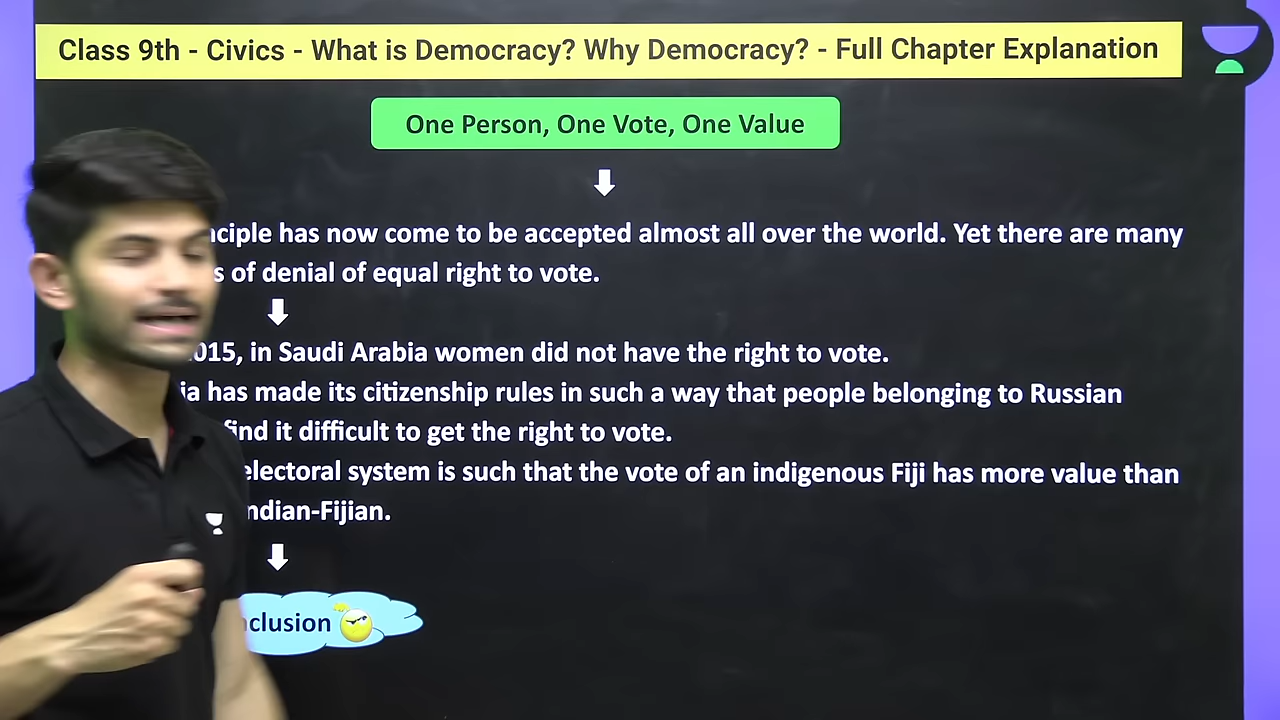 Class 9th - Civics - What is Democracy? Why Democracy? - Full Chapter Explanation
One Person, One Vote, One Value
has now come to be accepted almost all over the world. Yet there are many
of denial of equal right to vote.
2015, in Saudi Arabia women did not have the right to vote.
has made its citizenship rules in such a way that people belonging to Russian
find it difficult to get the right to vote.
electoral system is such that the vote of an indigenous Fiji has more value than
ndian-Fijian.
nclusion